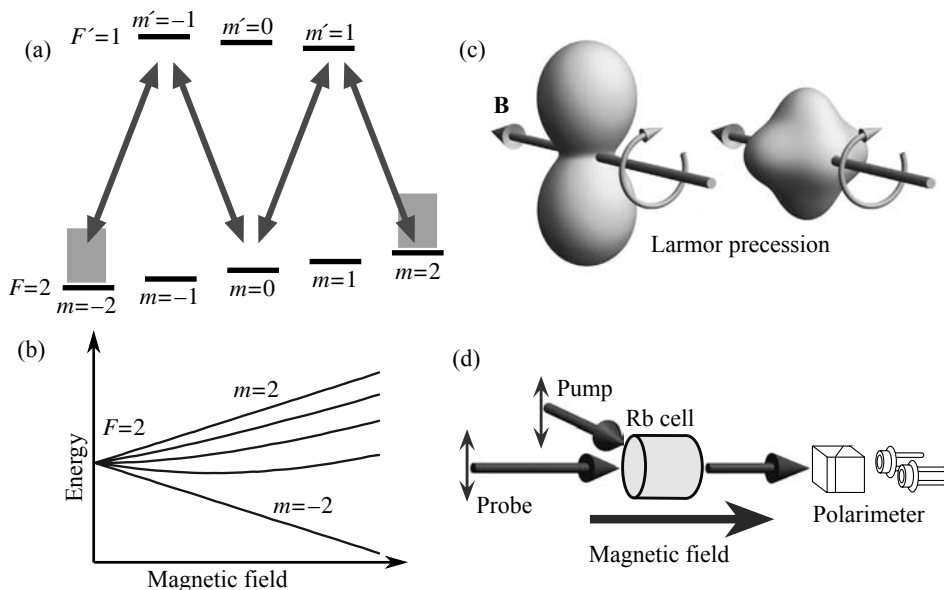 (a)
F´=1
m´=−1
m´=0
m´=1
F=2
m=−2
m=−1
m=0
m=1
m=2
(b)
Energy
F=2
m=2
m=−2
Magnetic field
(c)
B
Larmor precession
(d)
Pump
Rb cell
Probe
Polarimeter
Magnetic field